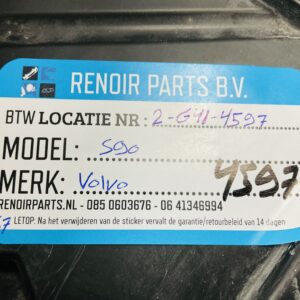 RENOIR PARTS B.V.
BTW LOCATIE NR: 2-G11-4597
MODEL: S090
MERK: Volvo
4597
RENOIRPARTS.NL - 085 0603676 - 06 41346994
LETOP: Na het verwijderen van de sticker vervalt de garantie/retourbeleid van 14 dagen